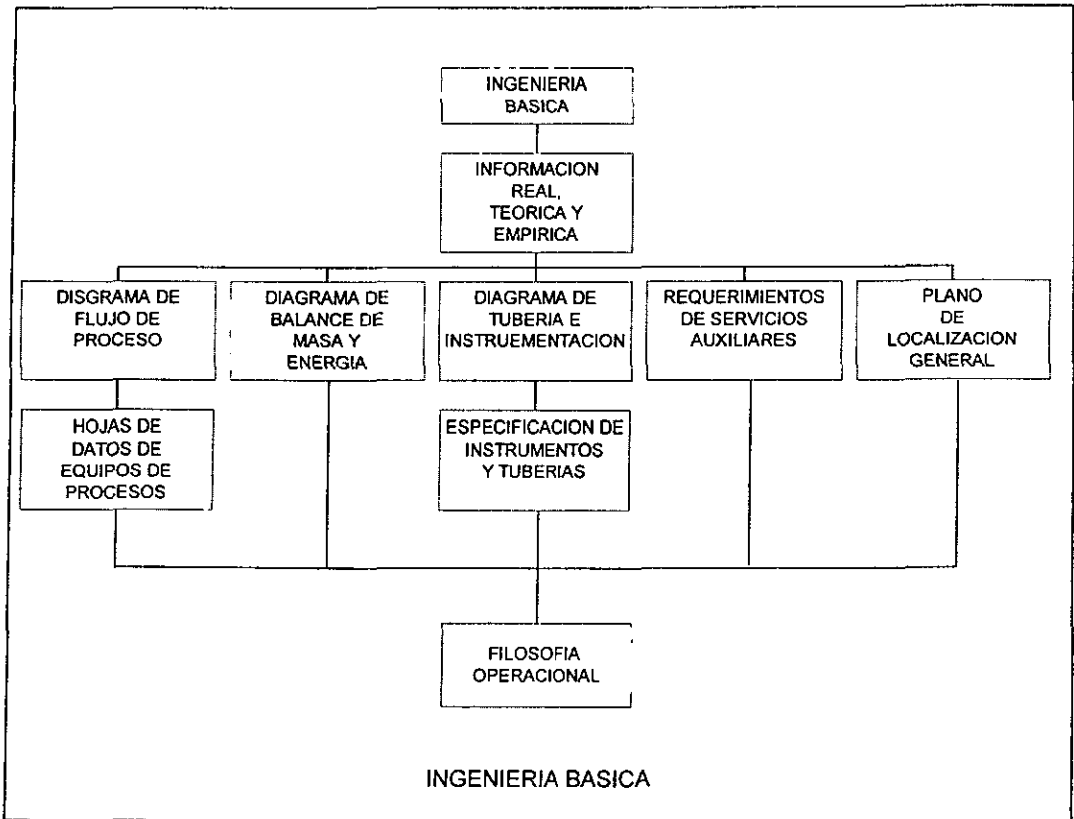 INGENIERIA
BASICA
INFORMACION
REAL,
TEORICA Y
EMPIRICA
DISGRAMA DE
FLUJO DE
PROCESO
DIAGRAMA DE
BALANCE DE
MASA Y
ENERGIA
DIAGRAMA DE
TUBERIA E
INSTRUEMENTACION
REQUERIMIENTOS
DE SERVICIOS
AUXILIARES
PLANO
DE
LOCALIZACION
GENERAL
HOJAS DE
DATOS DE
EQUIPOS DE
PROCESOS
ESPECIFICACION DE
INSTRUMENTOS
Y TUBERIAS
FILOSOFIA
OPERACIONAL
INGENIERIA BASICA